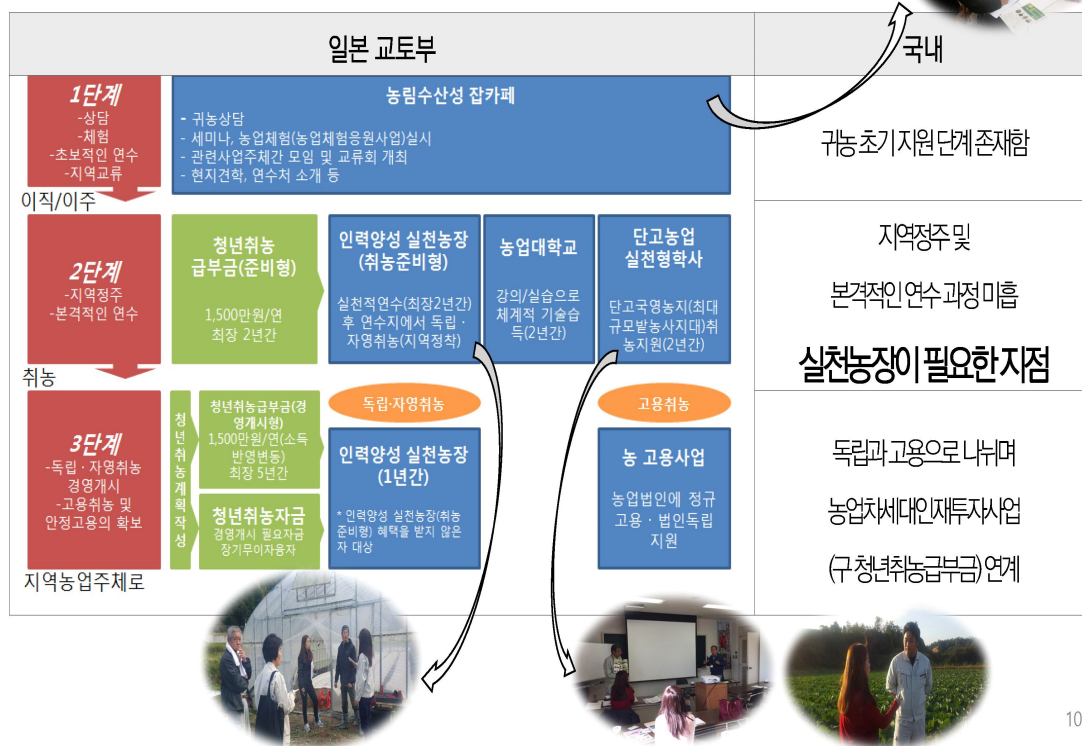 일본 교토부
국내
1단계
-상담
-체험
-초보적인 연수
-지역교류
농림수산성 잡카페
- 귀농상담
- 세미나, 농업체험(농업체험응원사업)실시
- 관련사업주체간 모임 및 교류회 개최
- 현지견학, 연수처 소개 등
귀농 초기 지원 단계 존재함
이직/이주
2단계
-지역정주
-본격적인 연수
청년취농
급부금(준비형)
1,500만원/연
최장 2년간
인력양성 실천농장
(취농준비형)
실천적연수(최장2년간)
후 연수지에서 독립·
자영취농(지역정착)
농업대학교
강의/실습으로
체계적 기술습
득(2년간)
단고농업
실천형학사
단고국영농지(최대
규모밭농사지대)취
농지원(2년간)
지역정주 및
본격적인 연수 과정 미흡
실천농장이 필요한 지점
취농
3단계
-독립·자영취농
경영개시
-고용취농 및
안정고용의 확보
청년취농계획작성
청년취농급부금(경
영개시형)
1,500만원/연(소득
반영변동)
최장 5년간
청년취농자금
경영개시 필요자금
장기무이자융자
독립·자영취농
인력양성 실천농장
(1년간)
* 인력양성 실천농장(취농
준비형) 혜택을 받지 않은
자 대상
고용취농
농 고용사업
농업법인에 정규
고용·법인독립
지원
독립과 고용으로 나뉘며
농업차세대인재투자사업
(구 청년취농급부금) 연계
지역농업주체로
10